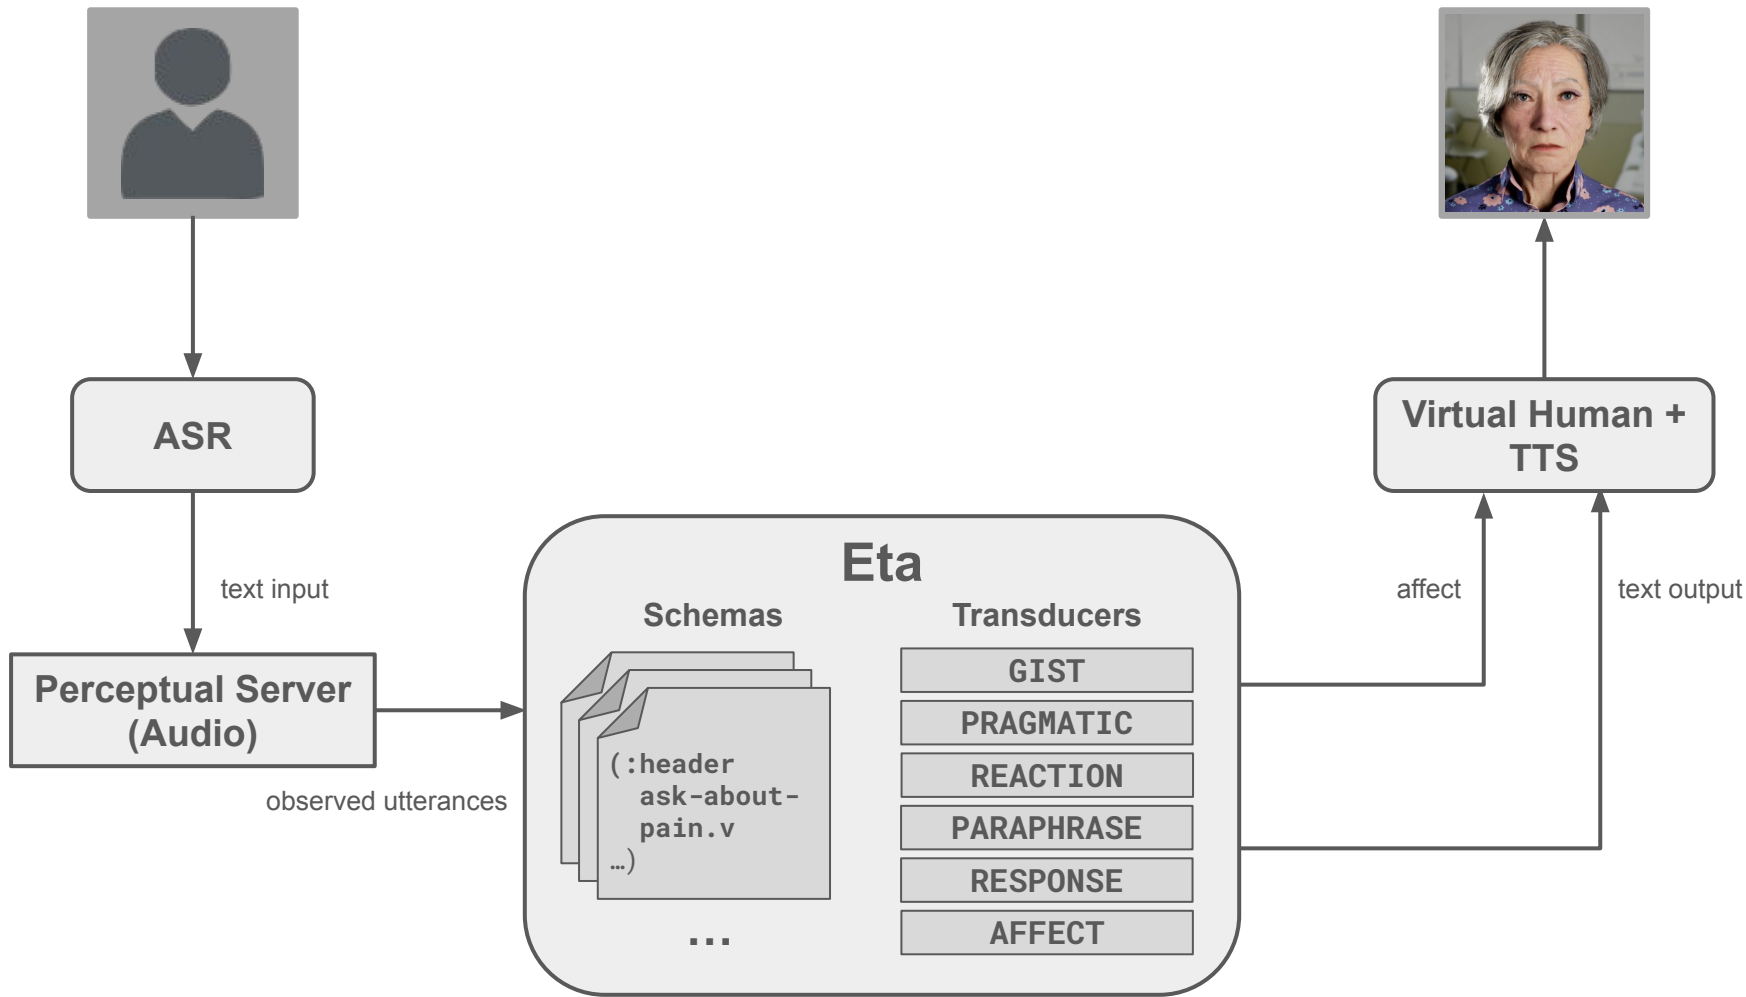 ASR
Virtual Human +
TTS
text input
affect
text output
Perceptual Server
(Audio)
observed utterances
Eta
Schemas
(:header
ask-about-
pain.v
…)
…
Transducers
GIST
PRAGMATIC
REACTION
PARAPHRASE
RESPONSE
AFFECT